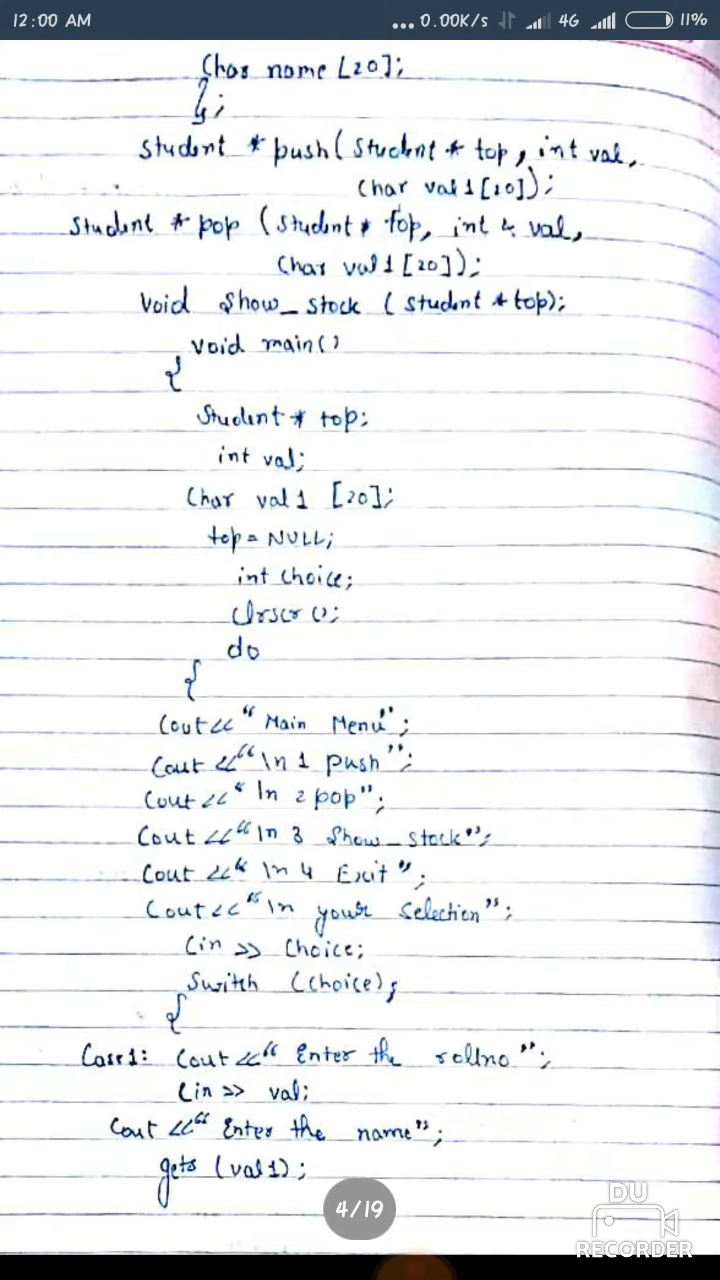 12:00 AM ... 0.00K/s 4G 11%
Char name [20];
};
student * push(student * top, int val,
Char val1[20]);
student * pop (student * top, int & val,
Char val1[20]);
Void Show_stock (student * top);
Void main()
{
Student * top;
int val;
Char val1 [20];
top = NULL;
int choice;
Clrscr ();
do
{
Cout<<"Main Menu";
Cout <<"\n 1 push";
Cout <<"\n 2 pop";
Cout <<"\n 3 Show_stock";
Cout <<"\n 4 Exit";
Cout <<"\n your Selection";
Cin >> Choice;
Switch (Choice);
{
Case1: Cout <<"Enter the rollno";
Cin >> val;
Cout <<"Enter the name";
gets (val1);
4/19
DU
RECORDER